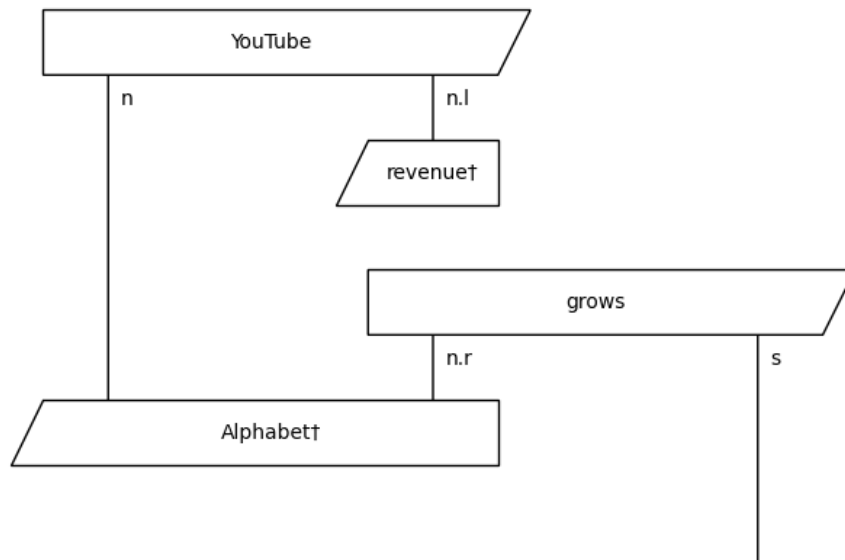 YouTube
n
n.l
revenue†
grows
n.r
s
Alphabet†